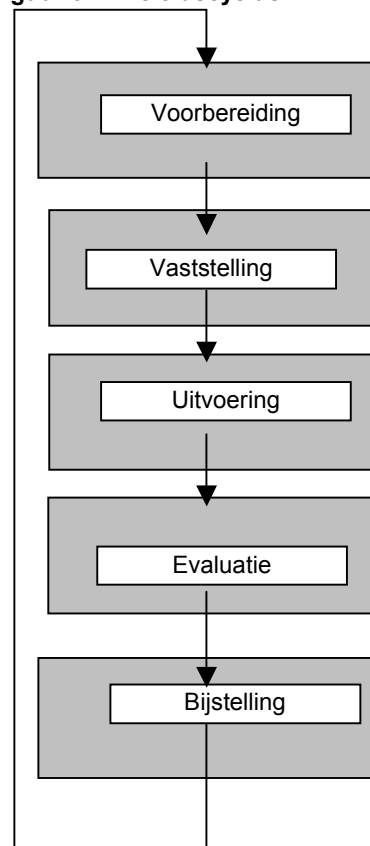 Voorbereiding
Vaststelling
Uitvoering
Evaluatie
Bijstelling